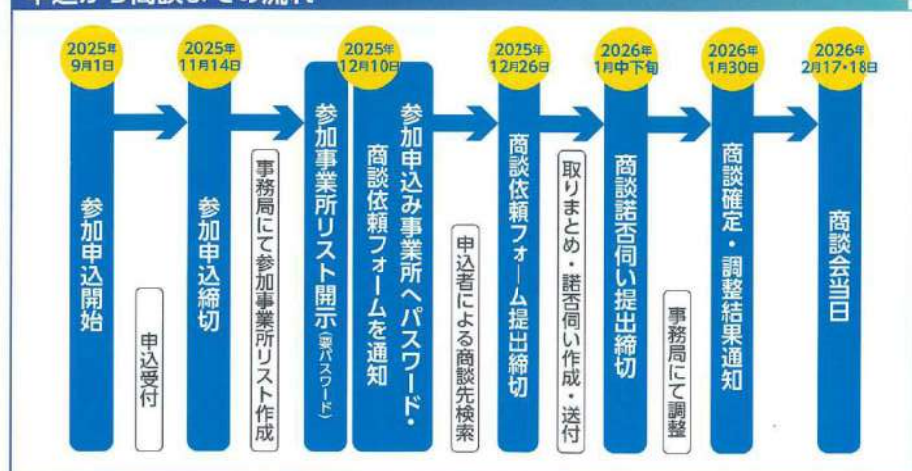 申込から商談までの流れ
2025年
9月1日
参加申込開始
申込受付
2025年
11月14日
参加申込締切
事務局にて参加事業所リスト作成
2025年
12月10日
参加事業所リスト開示(要パスワード)
参加申込み事業所へパスワード・
商談依頼フォームを通知
申込者による商談先検索
2025年
12月26日
商談依頼フォーム提出締切
取りまとめ・諾否伺い作成・送付
2026年
1月中下旬
商談諾否伺い提出締切
事務局にて調整
2026年
1月30日
商談確定・調整結果通知
2026年
2月17・18日
商談会当日